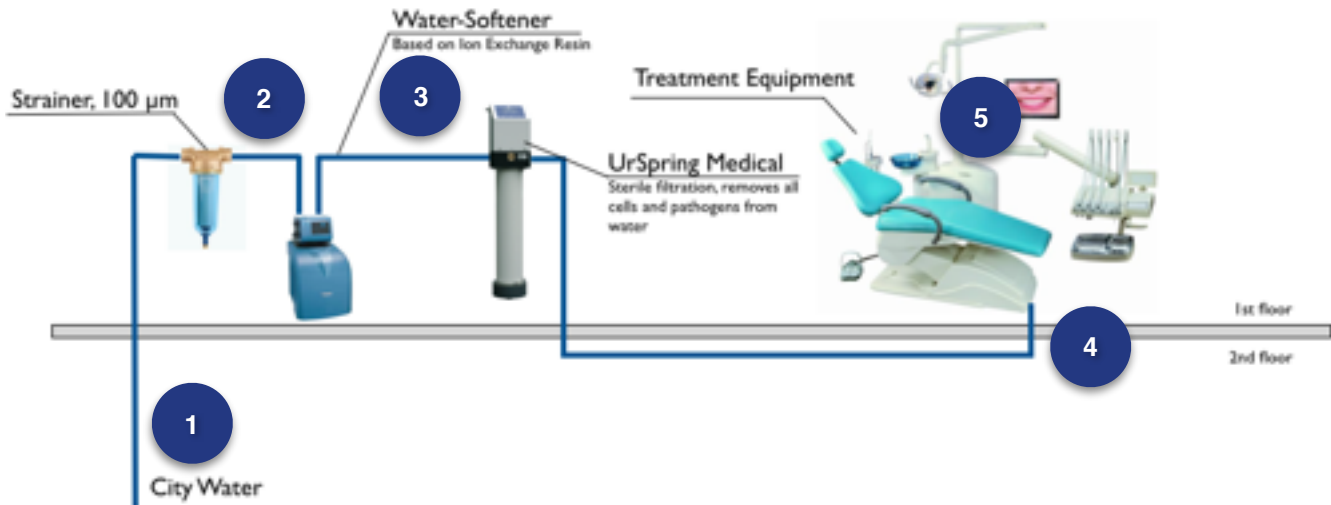 Water-Softener
Based on Ion Exchange Resin
2
3
Strainer, 100 µm
Treatment Equipment
5
UrSpring Medical
Sterile filtration, removes all
cells and pathogens from
water
1st floor
4
2nd floor
1
City Water